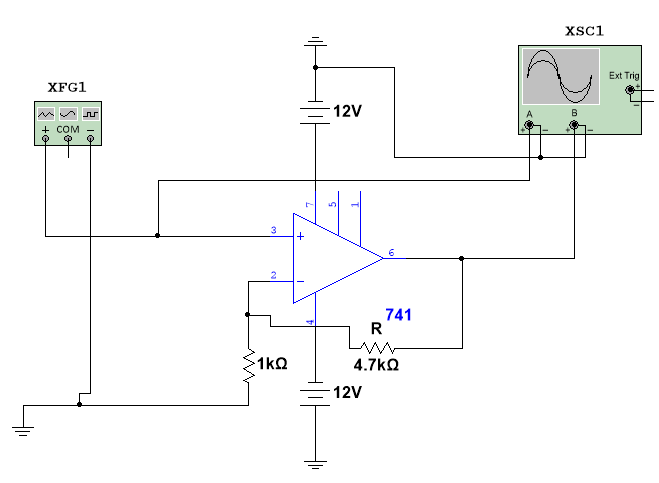 XSC1
Ext Trig
+
−
A
B
+ − + −
XFG1
+ COM −
12V
7
5
1
3
+
6
2
−
4
741
R
1kΩ
4.7kΩ
12V